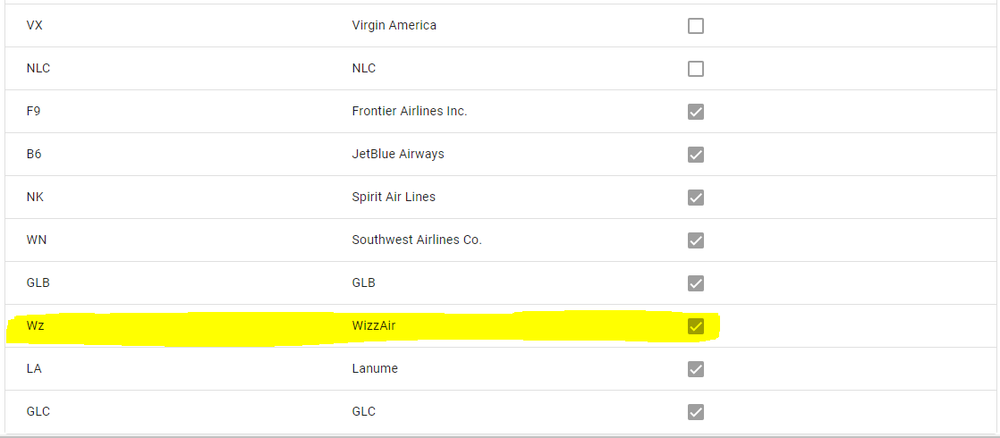 VX Virgin America
NLC NLC
F9 Frontier Airlines Inc.
B6 JetBlue Airways
NK Spirit Air Lines
WN Southwest Airlines Co.
GLB GLB
Wz WizzAir
LA Lanume
GLC GLC